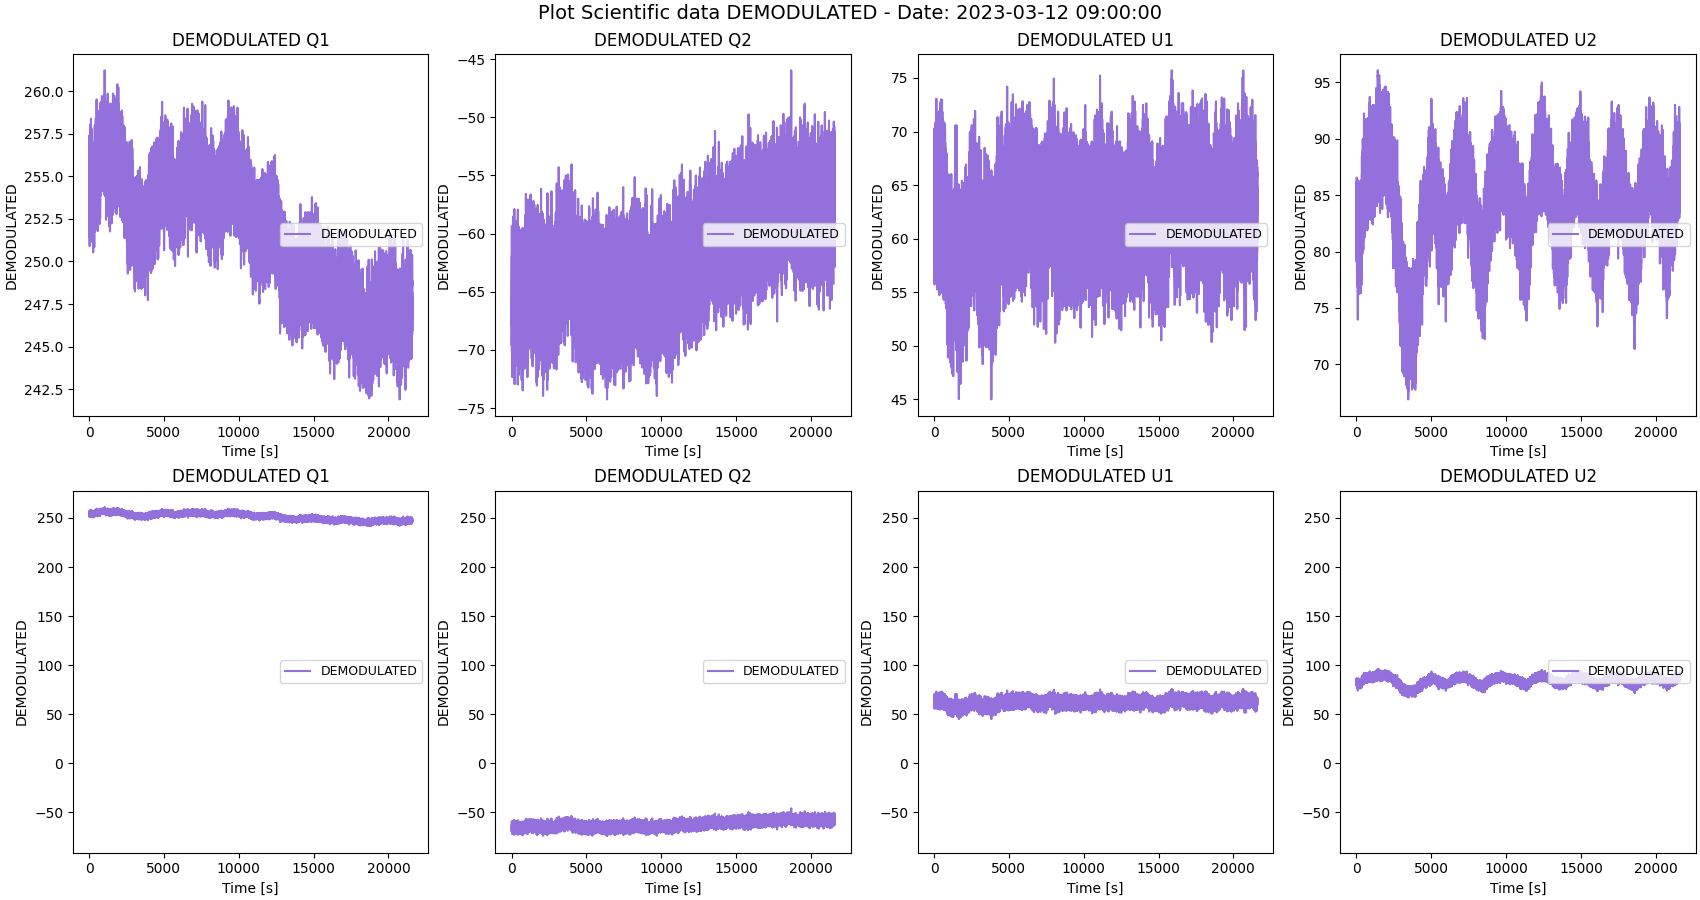 Plot Scientific data DEMODULATED - Date: 2023-03-12 09:00:00
DEMODULATED Q1
DEMODULATED
260.0
257.5
255.0
252.5
250.0
247.5
245.0
242.5
DEMODULATED
0 5000 10000 15000 20000
Time [s]
DEMODULATED Q2
DEMODULATED
−45
−50
−55
−60
−65
−70
−75
DEMODULATED
0 5000 10000 15000 20000
Time [s]
DEMODULATED U1
DEMODULATED
75
70
65
60
55
50
45
DEMODULATED
0 5000 10000 15000 20000
Time [s]
DEMODULATED U2
DEMODULATED
95
90
85
80
75
70
DEMODULATED
0 5000 10000 15000 20000
Time [s]
DEMODULATED Q1
DEMODULATED
250
200
150
100
50
0
−50
DEMODULATED
0 5000 10000 15000 20000
Time [s]
DEMODULATED Q2
DEMODULATED
250
200
150
100
50
0
−50
DEMODULATED
0 5000 10000 15000 20000
Time [s]
DEMODULATED U1
DEMODULATED
250
200
150
100
50
0
−50
DEMODULATED
0 5000 10000 15000 20000
Time [s]
DEMODULATED U2
DEMODULATED
250
200
150
100
50
0
−50
DEMODULATED
0 5000 10000 15000 20000
Time [s]